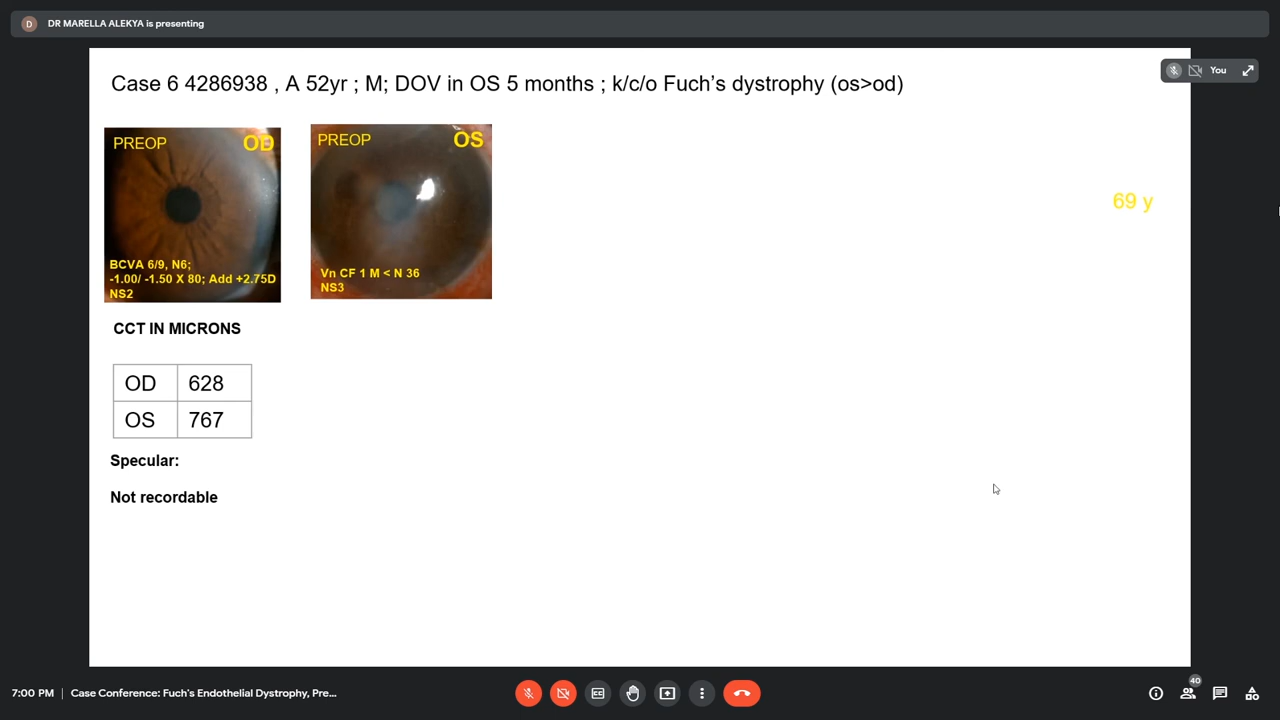 D DR MARELLA ALEKYA is presenting
Case 6 4286938 , A 52yr ; M; DOV in OS 5 months ; k/c/o Fuch's dystrophy (os>od)
You
PREOP OD
BCVA 6/9, N6;
-1.00/ -1.50 X 80; Add +2.75D
NS2
PREOP OS
Vn CF 1 M < N 36
NS3
69 y
CCT IN MICRONS
OD 628
OS 767
Specular:
Not recordable
7:00 PM | Case Conference: Fuch's Endothelial Dystrophy, Pre...
40